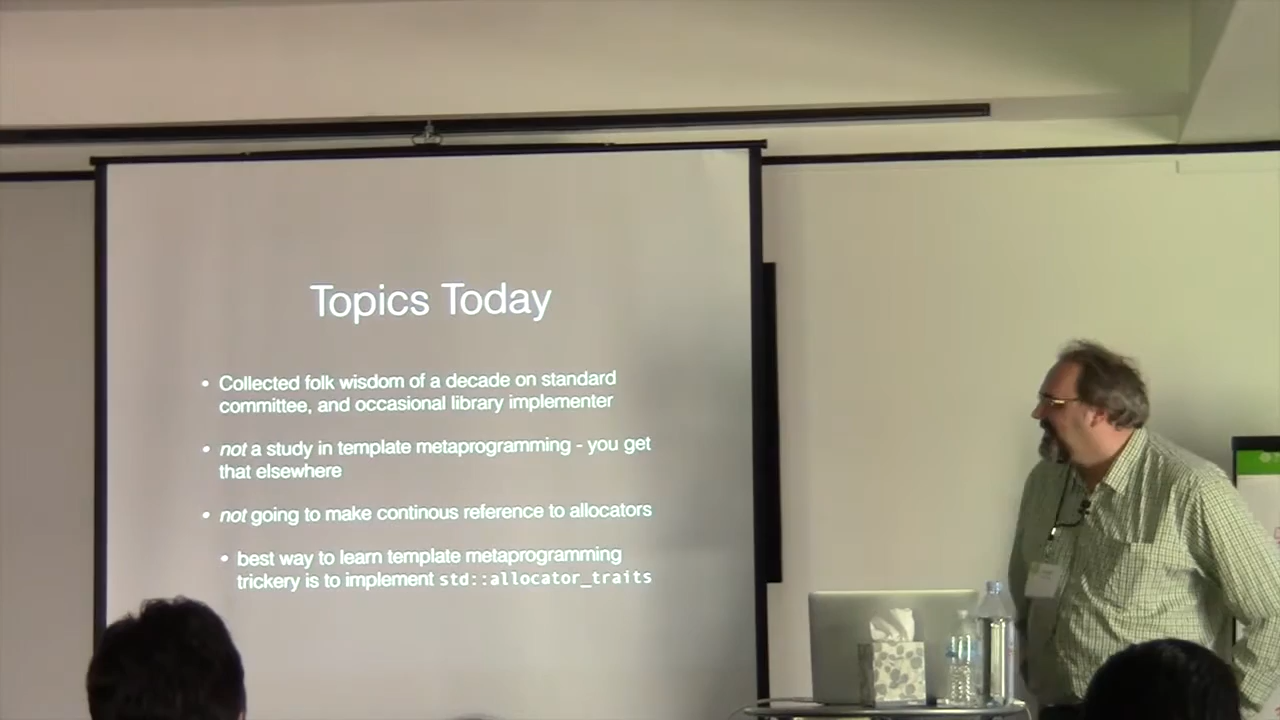 Topics Today
• Collected folk wisdom of a decade on standard
committee, and occasional library implementer
• not a study in template metaprogramming - you get
that elsewhere
• not going to make continous reference to allocators
• best way to learn template metaprogramming
trickery is to implement std::allocator_traits